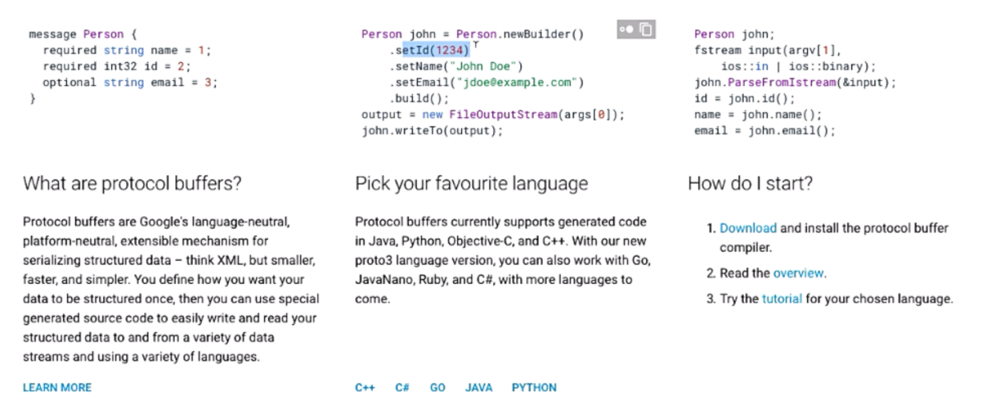 message Person {
  required string name = 1;
  required int32 id = 2;
  optional string email = 3;
}
What are protocol buffers?
Protocol buffers are Google's language-neutral,
platform-neutral, extensible mechanism for
serializing structured data – think XML, but smaller,
faster, and simpler. You define how you want your
data to be structured once, then you can use special
generated source code to easily write and read your
structured data to and from a variety of data
streams and using a variety of languages.
LEARN MORE
Person john = Person.newBuilder()
    .setId(1234)
    .setName("John Doe")
    .setEmail("jdoe@example.com")
    .build();
output = new FileOutputStream(args[0]);
john.writeTo(output);
Pick your favourite language
Protocol buffers currently supports generated code
in Java, Python, Objective-C, and C++. With our new
proto3 language version, you can also work with Go,
JavaNano, Ruby, and C#, with more languages to
come.
C++ C# GO JAVA PYTHON
Person john;
fstream input(argv[1],
    ios::in | ios::binary);
john.ParseFromIstream(&input);
id = john.id();
name = john.name();
email = john.email();
How do I start?
1. Download and install the protocol buffer
compiler.
2. Read the overview.
3. Try the tutorial for your chosen language.